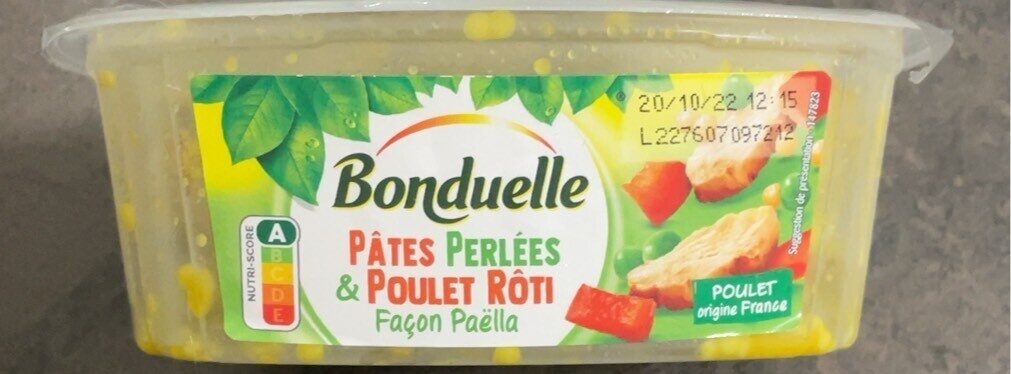 20/10/22 12:15
L227607097212
Bonduelle
PÂTES PERLÉES
& POULET RÔTI
Façon Paëlla
NUTRI-SCORE
A
B
C
D
E
POULET
origine France
Suggestion de présentation - 147823